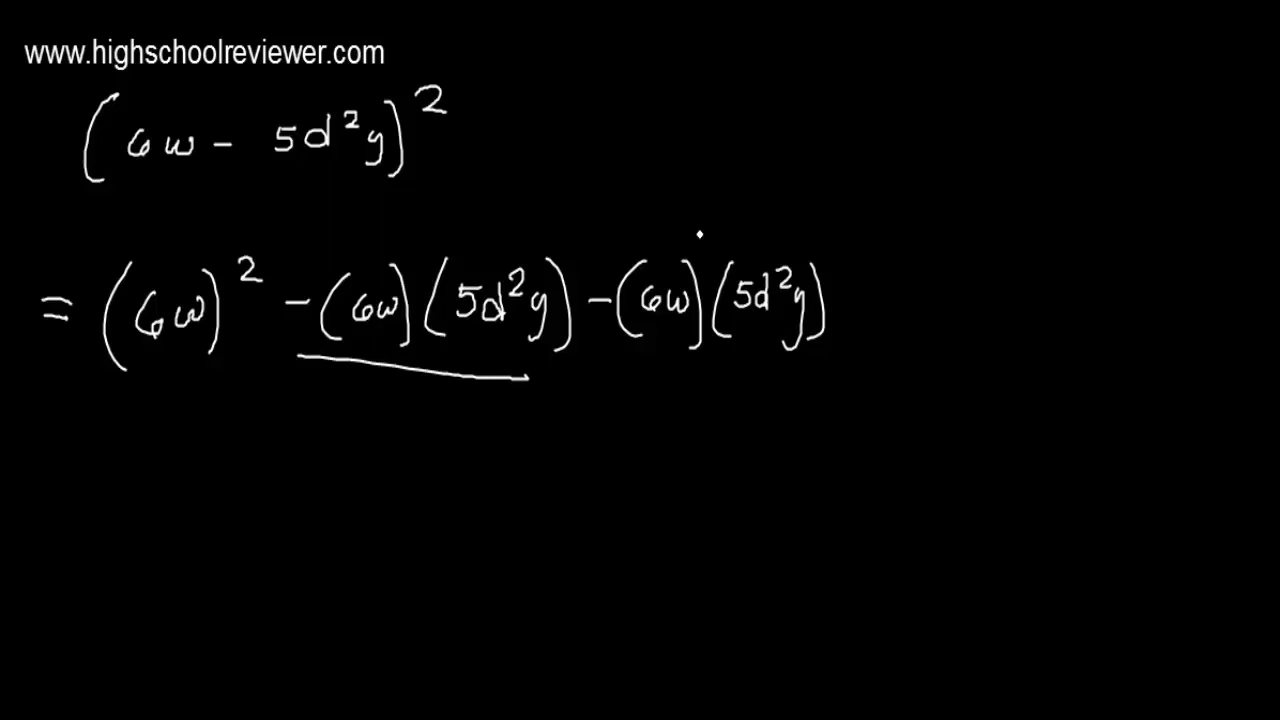 www.highschoolreviewer.com
(6w - 5d²y)²
= (6w)² - (6w)(5d²y) - (6w)(5d²y)